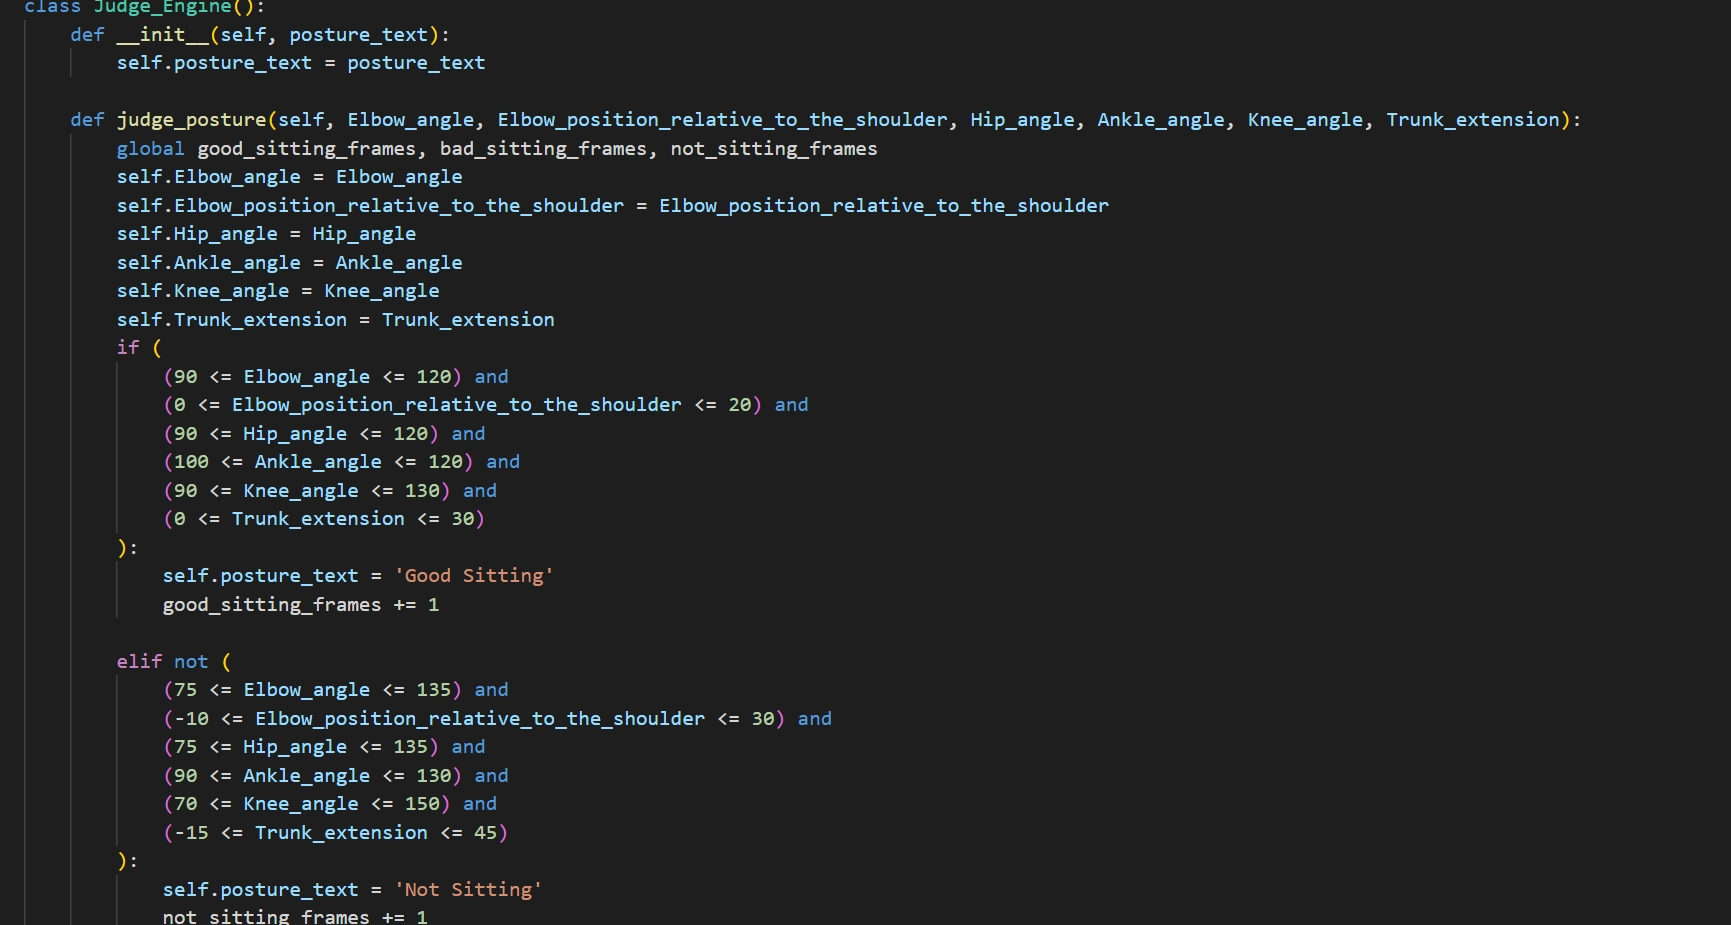 class Judge_Engine():
    def __init__(self, posture_text):
        self.posture_text = posture_text

    def judge_posture(self, Elbow_angle, Elbow_position_relative_to_the_shoulder, Hip_angle, Ankle_angle, Knee_angle, Trunk_extension):
        global good_sitting_frames, bad_sitting_frames, not_sitting_frames
        self.Elbow_angle = Elbow_angle
        self.Elbow_position_relative_to_the_shoulder = Elbow_position_relative_to_the_shoulder
        self.Hip_angle = Hip_angle
        self.Ankle_angle = Ankle_angle
        self.Knee_angle = Knee_angle
        self.Trunk_extension = Trunk_extension
        if (
            (90 <= Elbow_angle <= 120) and
            (0 <= Elbow_position_relative_to_the_shoulder <= 20) and
            (90 <= Hip_angle <= 120) and
            (100 <= Ankle_angle <= 120) and
            (90 <= Knee_angle <= 130) and
            (0 <= Trunk_extension <= 30)
        ):
            self.posture_text = 'Good Sitting'
            good_sitting_frames += 1

        elif not (
            (75 <= Elbow_angle <= 135) and
            (-10 <= Elbow_position_relative_to_the_shoulder <= 30) and
            (75 <= Hip_angle <= 135) and
            (90 <= Ankle_angle <= 130) and
            (70 <= Knee_angle <= 150) and
            (-15 <= Trunk_extension <= 45)
        ):
            self.posture_text = 'Not Sitting'
            not_sitting_frames += 1